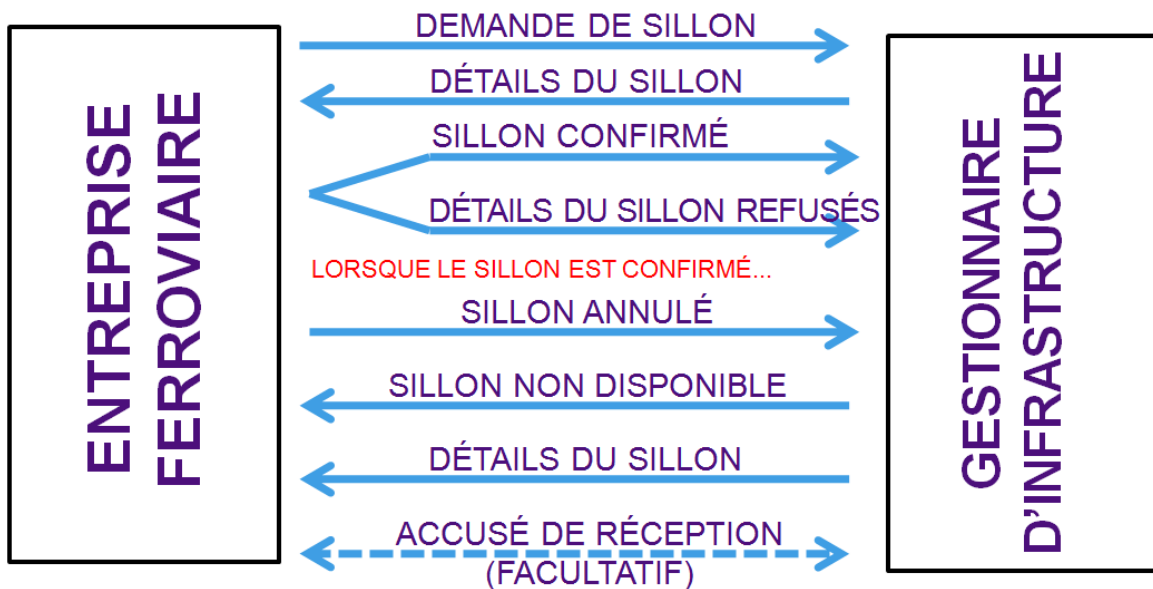 ENTREPRISE
FERROVIAIRE
DEMANDE DE SILLON
DÉTAILS DU SILLON
SILLON CONFIRMÉ
DÉTAILS DU SILLON REFUSÉS
LORSQUE LE SILLON EST CONFIRMÉ...
SILLON ANNULÉ
SILLON NON DISPONIBLE
DÉTAILS DU SILLON
ACCUSÉ DE RÉCEPTION
(FACULTATIF)
GESTIONNAIRE
D’INFRASTRUCTURE